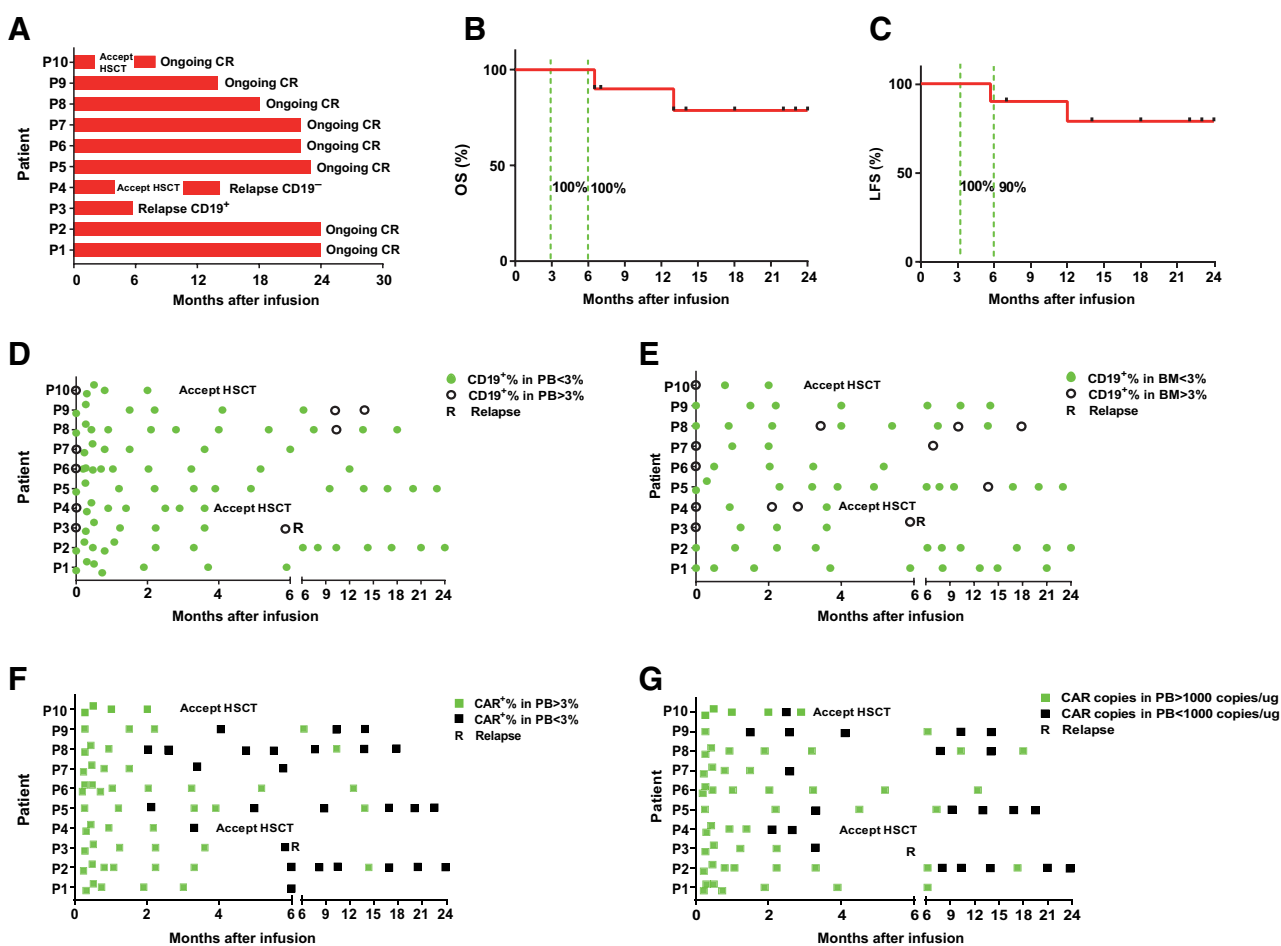 A
P10
Accept
HSCT
Ongoing CR
P9
Ongoing CR
P8
Ongoing CR
P7
Ongoing CR
P6
Ongoing CR
P5
Ongoing CR
P4
Accept HSCT
Relapse CD19⁻
P3
Relapse CD19⁺
P2
Ongoing CR
P1
Ongoing CR
Patient
0 6 12 18 24 30
Months after infusion
B
100
50
0
OS (%)
100% 100%
0 3 6 9 12 15 18 21 24
Months after infusion
C
100
50
0
LFS (%)
100% 90%
0 3 6 9 12 15 18 21 24
Months after infusion
D
CD19⁺% in PB<3%
CD19⁺% in PB>3%
R Relapse
P10 Accept HSCT
P9
P8
P7
P6
P5
P4 Accept HSCT
P3 R
P2
P1
Patient
0 2 4 6 6 9 12 15 18 21 24
Months after infusion
E
CD19⁺% in BM<3%
CD19⁺% in BM>3%
R Relapse
P10 Accept HSCT
P9
P8
P7
P6
P5
P4 Accept HSCT
P3 R
P2
P1
Patient
0 2 4 6 6 9 12 15 18 21 24
Months after infusion
F
CAR⁺% in PB>3%
CAR⁺% in PB<3%
R Relapse
P10 Accept HSCT
P9
P8
P7
P6
P5
P4 Accept HSCT
P3 R
P2
P1
Patient
0 2 4 6 6 9 12 15 18 21 24
Months after infusion
G
CAR copies in PB>1000 copies/ug
CAR copies in PB<1000 copies/ug
R Relapse
P10 Accept HSCT
P9
P8
P7
P6
P5
P4 Accept HSCT
P3 R
P2
P1
Patient
0 2 4 6 6 9 12 15 18 21 24
Months after infusion